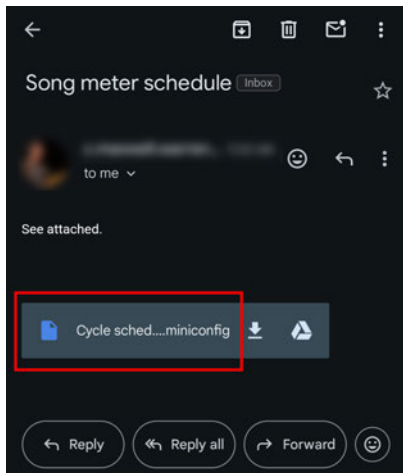 Song meter schedule Inbox
to me
See attached.
Cycle sched....miniconfig
Reply Reply all Forward